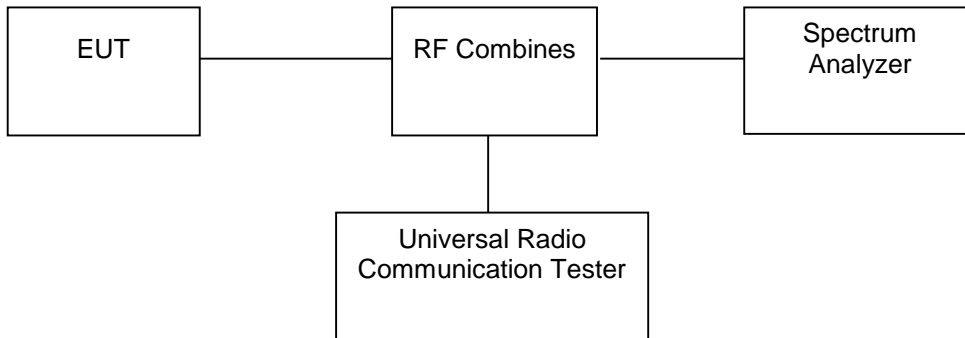 EUT
RF Combines
Spectrum
Analyzer
Universal Radio
Communication Tester